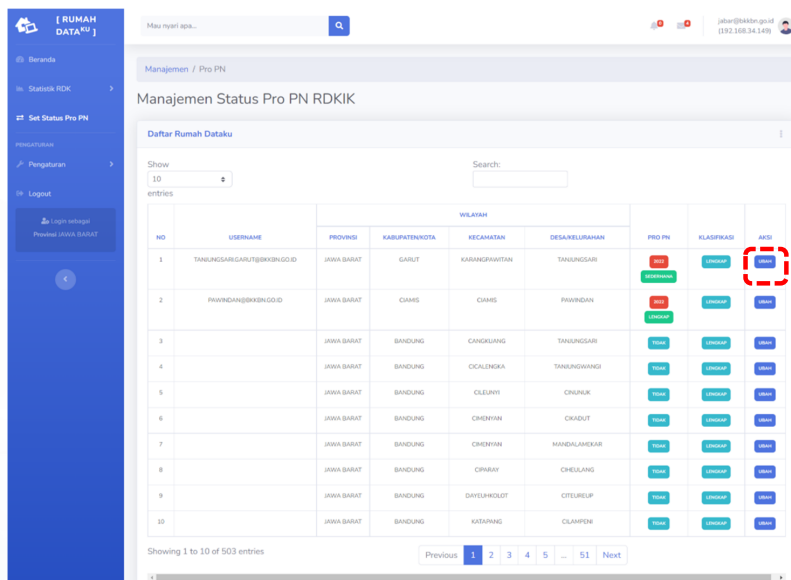 [ RUMAH
DATAKU ]
Mau nyari apa...
0
4
jabar@bkkbn.go.id
(192.168.34.149)
Beranda
Statistik RDK
Set Status Pro PN
PENGATURAN
Pengaturan
Logout
Login sebagai
Provinsi JAWA BARAT
Manajemen / Pro PN
Manajemen Status Pro PN RDKIK
Daftar Rumah Dataku
Show
10
entries
Search:
WILAYAH
NO USERNAME PROVINSI KABUPATEN/KOTA KECAMATAN DESA/KELURAHAN PRO PN KLASIFIKASI AKSI
1 TANJUNGSARI.GARUT@BKKBN.GO.ID JAWA BARAT GARUT KARANGPAWITAN TANJUNGSARI 2022 LENGKAP UBAH
SEDERHANA
2 PAWINDAN@BKKBN.GO.ID JAWA BARAT CIAMIS CIAMIS PAWINDAN 2022 LENGKAP UBAH
LENGKAP
3 JAWA BARAT BANDUNG CANGKUANG TANJUNGSARI TIDAK LENGKAP UBAH
4 JAWA BARAT BANDUNG CICALENGKA TANJUNGWANGI TIDAK LENGKAP UBAH
5 JAWA BARAT BANDUNG CILEUNYI CINUNUK TIDAK LENGKAP UBAH
6 JAWA BARAT BANDUNG CIMENYAN CIKADUT TIDAK LENGKAP UBAH
7 JAWA BARAT BANDUNG CIMENYAN MANDALAMEKAR TIDAK LENGKAP UBAH
8 JAWA BARAT BANDUNG CIPARAY CIHEULANG TIDAK LENGKAP UBAH
9 JAWA BARAT BANDUNG DAYEUHKOLOT CITEUREUP TIDAK LENGKAP UBAH
10 JAWA BARAT BANDUNG KATAPANG CILAMPENI TIDAK LENGKAP UBAH
Showing 1 to 10 of 503 entries
Previous 1 2 3 4 5 ... 51 Next